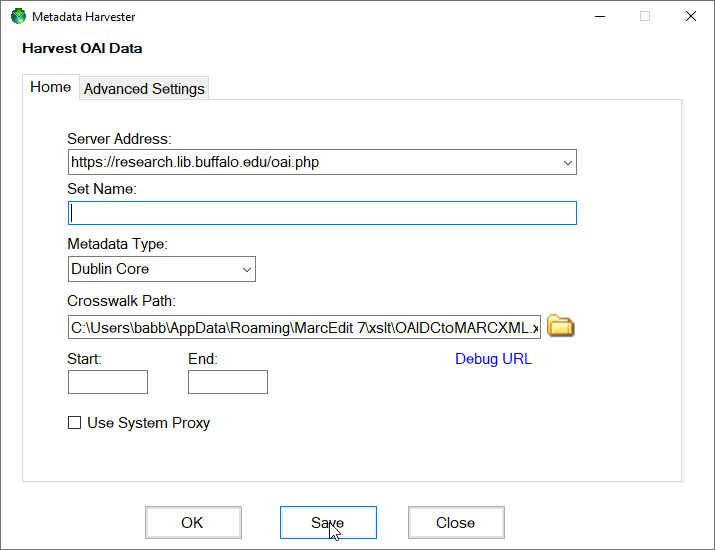 Metadata Harvester
Harvest OAI Data
Home Advanced Settings
Server Address:
https://research.lib.buffalo.edu/oai.php
Set Name:
Metadata Type:
Dublin Core
Crosswalk Path:
C:\Users\babb\AppData\Roaming\MarcEdit 7\xslt\OAIDCtoMARCXML.x
Start: End: Debug URL
Use System Proxy
OK Save Close